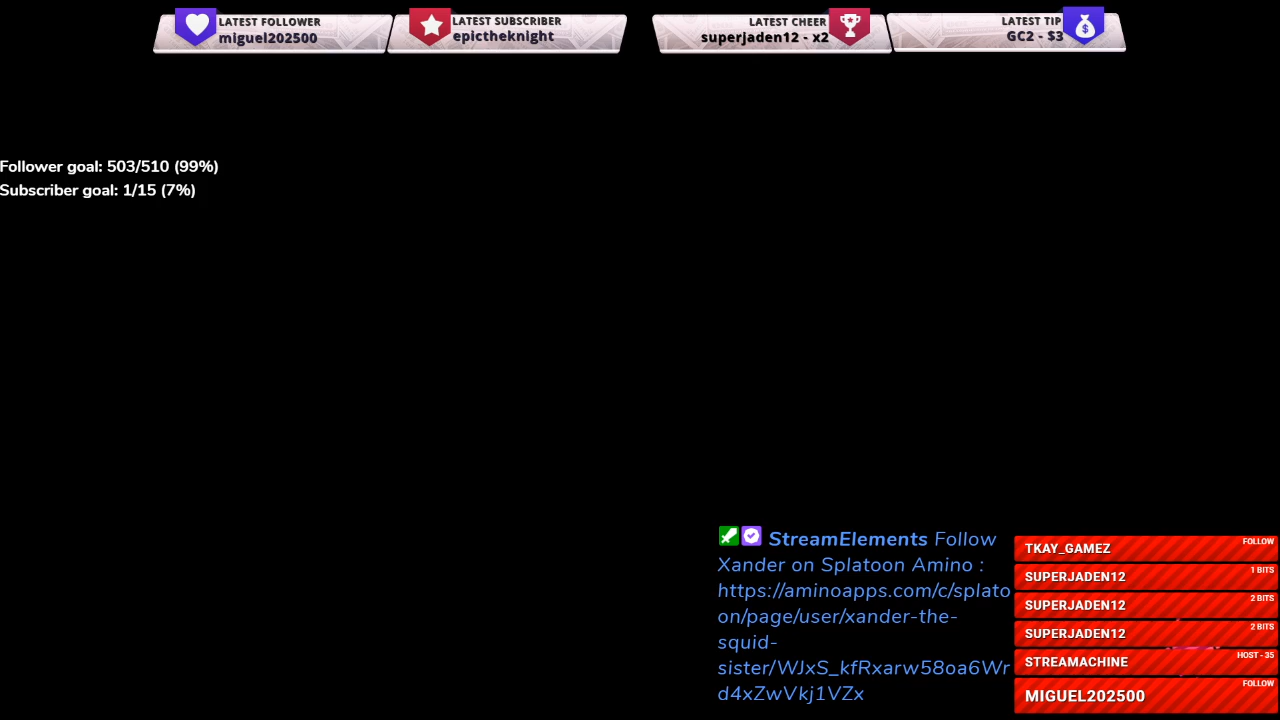 LATEST FOLLOWER
miguel202500
LATEST SUBSCRIBER
epictheknight
LATEST CHEER
superjaden12 - x2
LATEST TIP
GC2 - $3
Follower goal: 503/510 (99%)
Subscriber goal: 1/15 (7%)
StreamElements Follow
Xander on Splatoon Amino :
https://aminoapps.com/c/splato
on/page/user/xander-the-
squid-
sister/WJxS_kfRxarw58oa6Wr
d4xZwVkj1VZx
TKAY_GAMEZ FOLLOW
SUPERJADEN12 1 BITS
SUPERJADEN12 2 BITS
SUPERJADEN12 2 BITS
STREAMACHINE HOST - 35
MIGUEL202500 FOLLOW